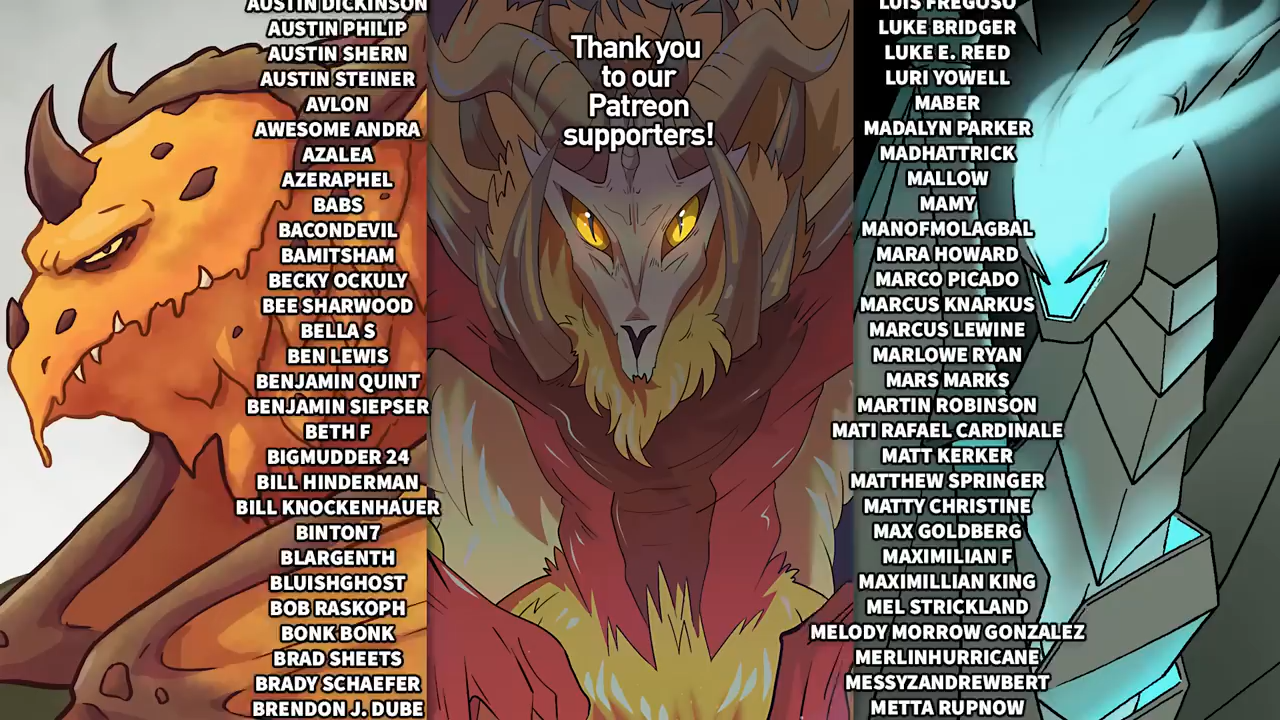 AUSTIN DICKINSON
AUSTIN PHILIP
AUSTIN SHERN
AUSTIN STEINER
AVLON
AWESOME ANDRA
AZALEA
AZERAPHEL
BABS
BACONDEVIL
BAMITSHAM
BECKY OCKULY
BEE SHARWOOD
BELLA S
BEN LEWIS
BENJAMIN QUINT
BENJAMIN SIEPSER
BETH F
BIGMUDDER 24
BILL HINDERMAN
BILL KNOCKENHAUER
BINTON7
BLARGENTH
BLUISHGHOST
BOB RASKOPH
BONK BONK
BRAD SHEETS
BRADY SCHAEFER
BRENDON J. DUBE
Thank you
to our
Patreon
supporters!
LUIS FREGOSO
LUKE BRIDGER
LUKE E. REED
LURI YOWELL
MABER
MADALYN PARKER
MADHATTRICK
MALLOW
MAMY
MANOFMOLAGBAL
MARA HOWARD
MARCO PICADO
MARCUS KNARKUS
MARCUS LEWINE
MARLOWE RYAN
MARS MARKS
MARTIN ROBINSON
MATI RAFAEL CARDINALE
MATT KERKER
MATTHEW SPRINGER
MATTY CHRISTINE
MAX GOLDBERG
MAXIMILIAN F
MAXIMILLIAN KING
MEL STRICKLAND
MELODY MORROW GONZALEZ
MERLINHURRICANE
MESSYZANDREWBERT
METTA RUPNOW